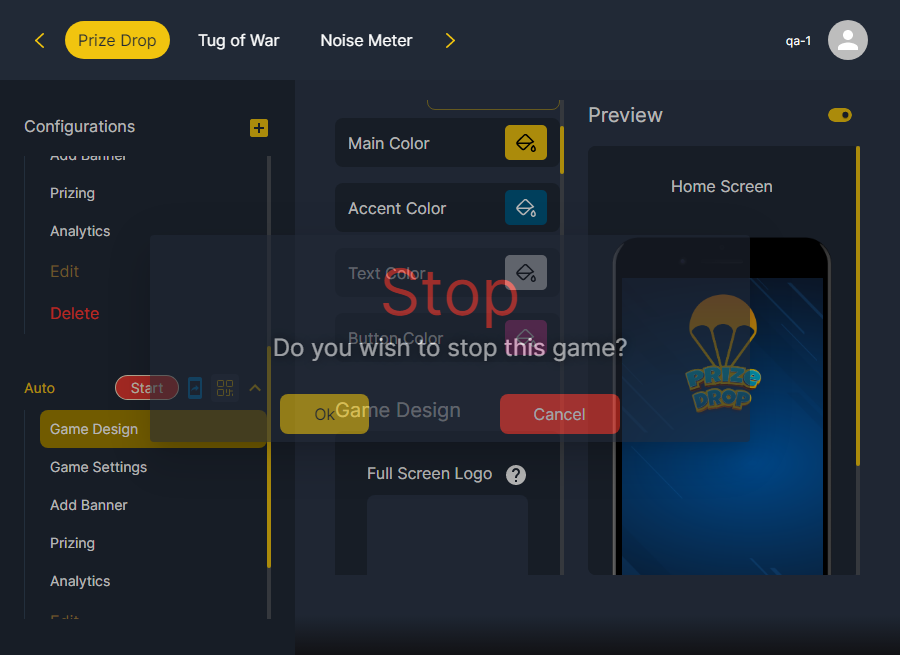 Prize Drop
Tug of War
Noise Meter
qa-1
Configurations
Add Banner
Prizing
Analytics
Edit
Delete
Auto
Start
Game Design
Game Settings
Add Banner
Prizing
Analytics
Edit
Main Color
Accent Color
Text Color
Button Color
Stop
Do you wish to stop this game?
Ok
Cancel
Game Design
Full Screen Logo
?
Preview
Home Screen
PRIZE
DROP